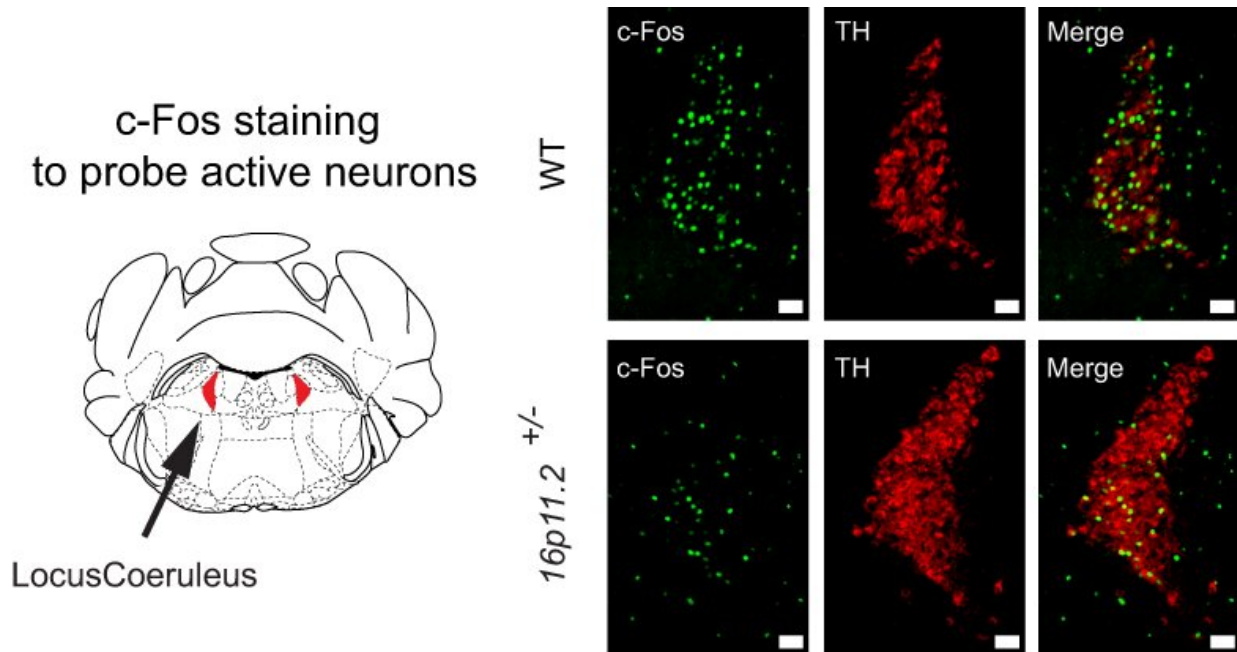 c-Fos staining
to probe active neurons
LocusCoeruleus
WT
c-Fos
TH
Merge
16p11.2 +/-
c-Fos
TH
Merge